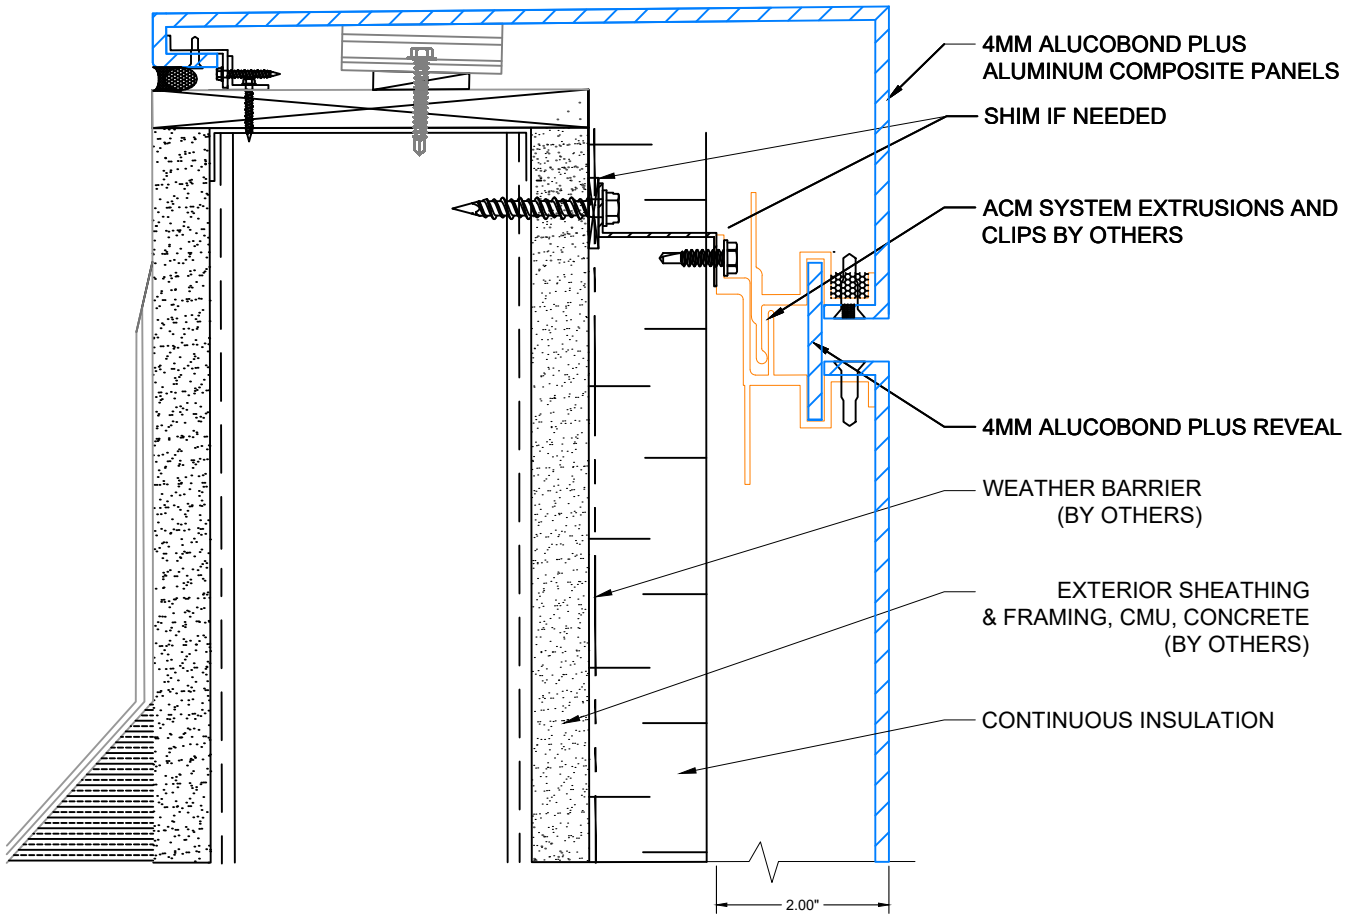 4MM ALUCOBOND PLUS
ALUMINUM COMPOSITE PANELS
SHIM IF NEEDED
ACM SYSTEM EXTRUSIONS AND
CLIPS BY OTHERS
4MM ALUCOBOND PLUS REVEAL
WEATHER BARRIER
(BY OTHERS)
EXTERIOR SHEATHING
& FRAMING, CMU, CONCRETE
(BY OTHERS)
CONTINUOUS INSULATION
2.00"